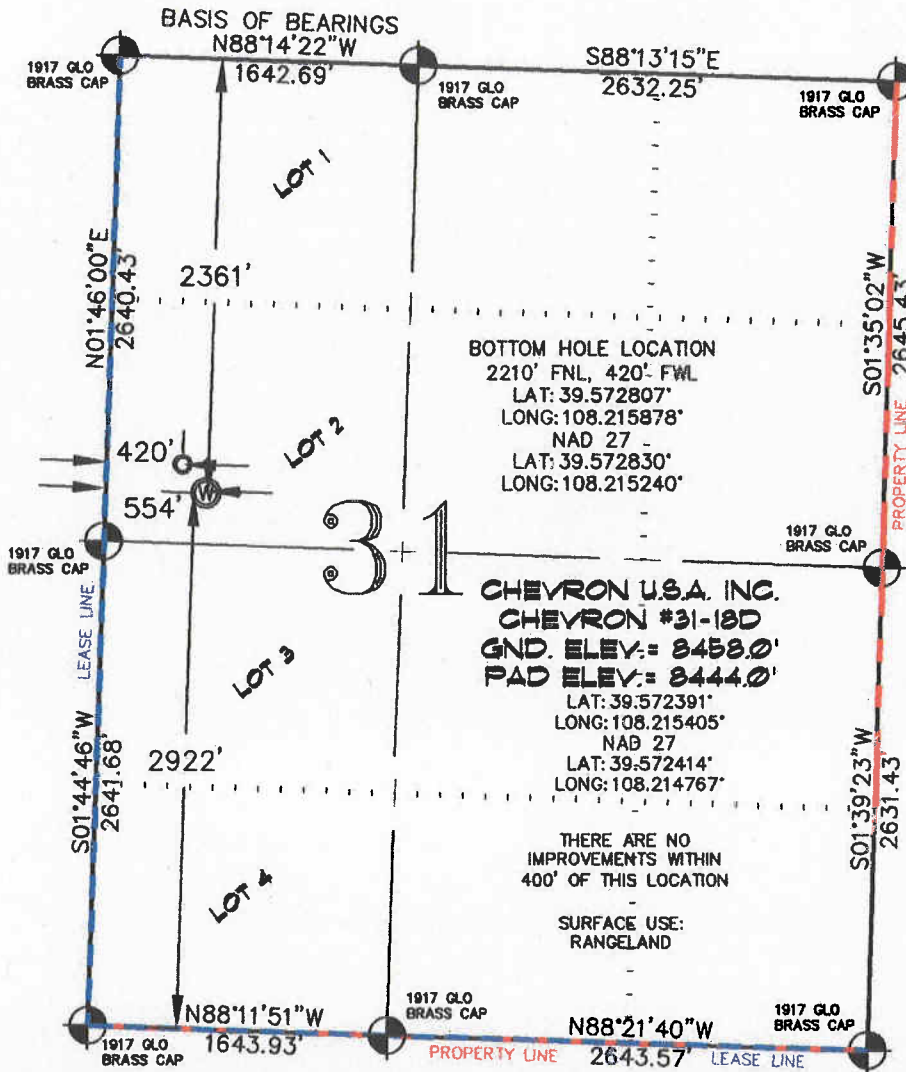 BASIS OF BEARINGS
N88°14'22"W
1642.69'
S88°13'15"E
2632.25'
1917 GLO
BRASS CAP
1917 GLO
BRASS CAP
1917 GLO
BRASS CAP
LOT 1
N01°46'00"E
2640.43'
2361'
S01°35'02"W
2645.43'
PROPERTY LINE
BOTTOM HOLE LOCATION
2210' FNL, 420' FWL
LAT: 39.572807°
LONG: 108.215878°
NAD 27
LAT: 39.572830°
LONG: 108.215240°
LOT 2
420'
W
554'
31
1917 GLO
BRASS CAP
1917 GLO
BRASS CAP
CHEVRON U.S.A. INC.
CHEVRON #31-18D
GND. ELEV.= 8458.0'
PAD ELEV.= 8444.0'
LAT: 39.572391°
LONG: 108.215405°
NAD 27
LAT: 39.572414°
LONG: 108.214767°
LEASE LINE
LOT 3
S01°44'46"W
2641.68'
2922'
S01°39'23"W
2631.43'
THERE ARE NO
IMPROVEMENTS WITHIN
400' OF THIS LOCATION
SURFACE USE:
RANGELAND
LOT 4
1917 GLO
BRASS CAP
1917 GLO
BRASS CAP
1917 GLO
BRASS CAP
N88°11'51"W
1643.93'
N88°21'40"W
2643.57'
PROPERTY LINE
LEASE LINE